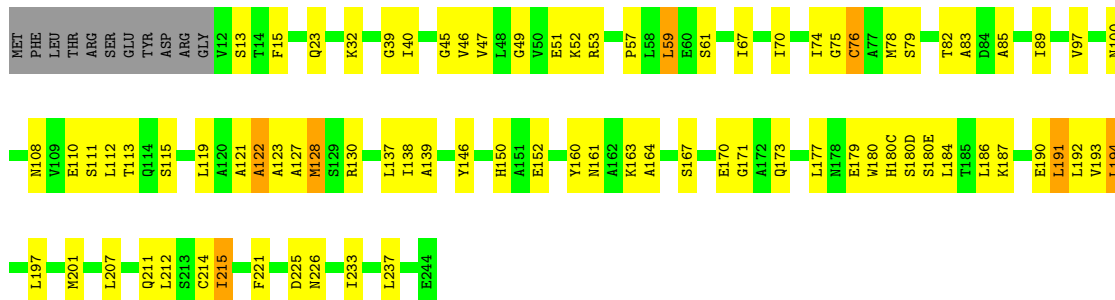 MET PHE LEU THR ARG SER GLU TYR ASP ARG GLY V12 S13 T14 F15 Q23 K32 G39 I40 G45 V46 V47 L48 G49 V50 E51 K52 R53 P57 L58 L59 E60 S61 I67 I70 I74 G75 C76 A77 M78 S79 T82 A83 D84 A85 I89 V97
N108 V109 E110 S111 L112 T113 Q114 S115 L119 A120 A121 A122 A123 A127 M128 S129 R130 L137 I138 A139 Y146 H150 A151 E152 Y160 N161 A162 K163 A164 S167 E170 G171 A172 Q173 L177 N178 E179 W180 H180C S180D S180E L184 T185 L186 K187 E190 L191 L192 V193
L197 M201 L207 Q211 L212 S213 C214 I215 F221 D225 N226 I233 L237 E244